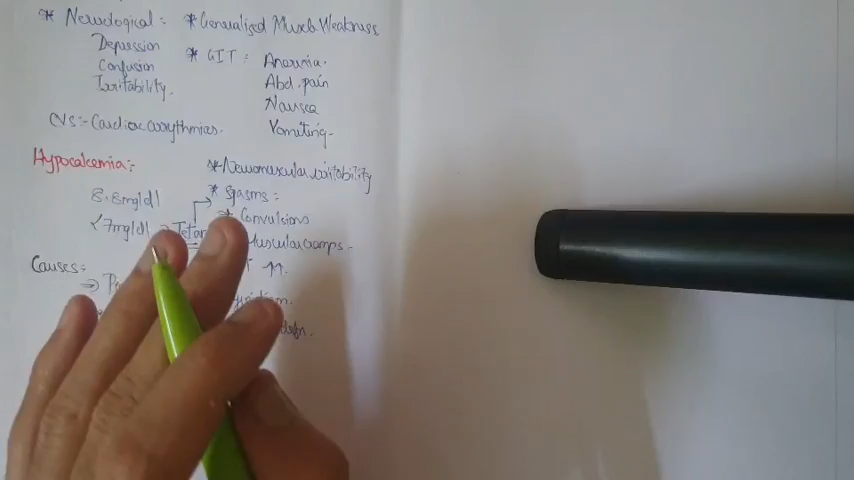 * Neurological: * Generalised Muscle Weakness
Depression * GIT: Anorexia.
Confusion Abd. pain
Irritability. Nausea
CVS:- Cardiac arrythmias. Vomiting.
Hypocalcemia: * Neuromuscular irritability
8.8mg/dl * Spasms:
<7mg/dl → * Convulsions
Muscular cramps.
Causes: ↑↑.